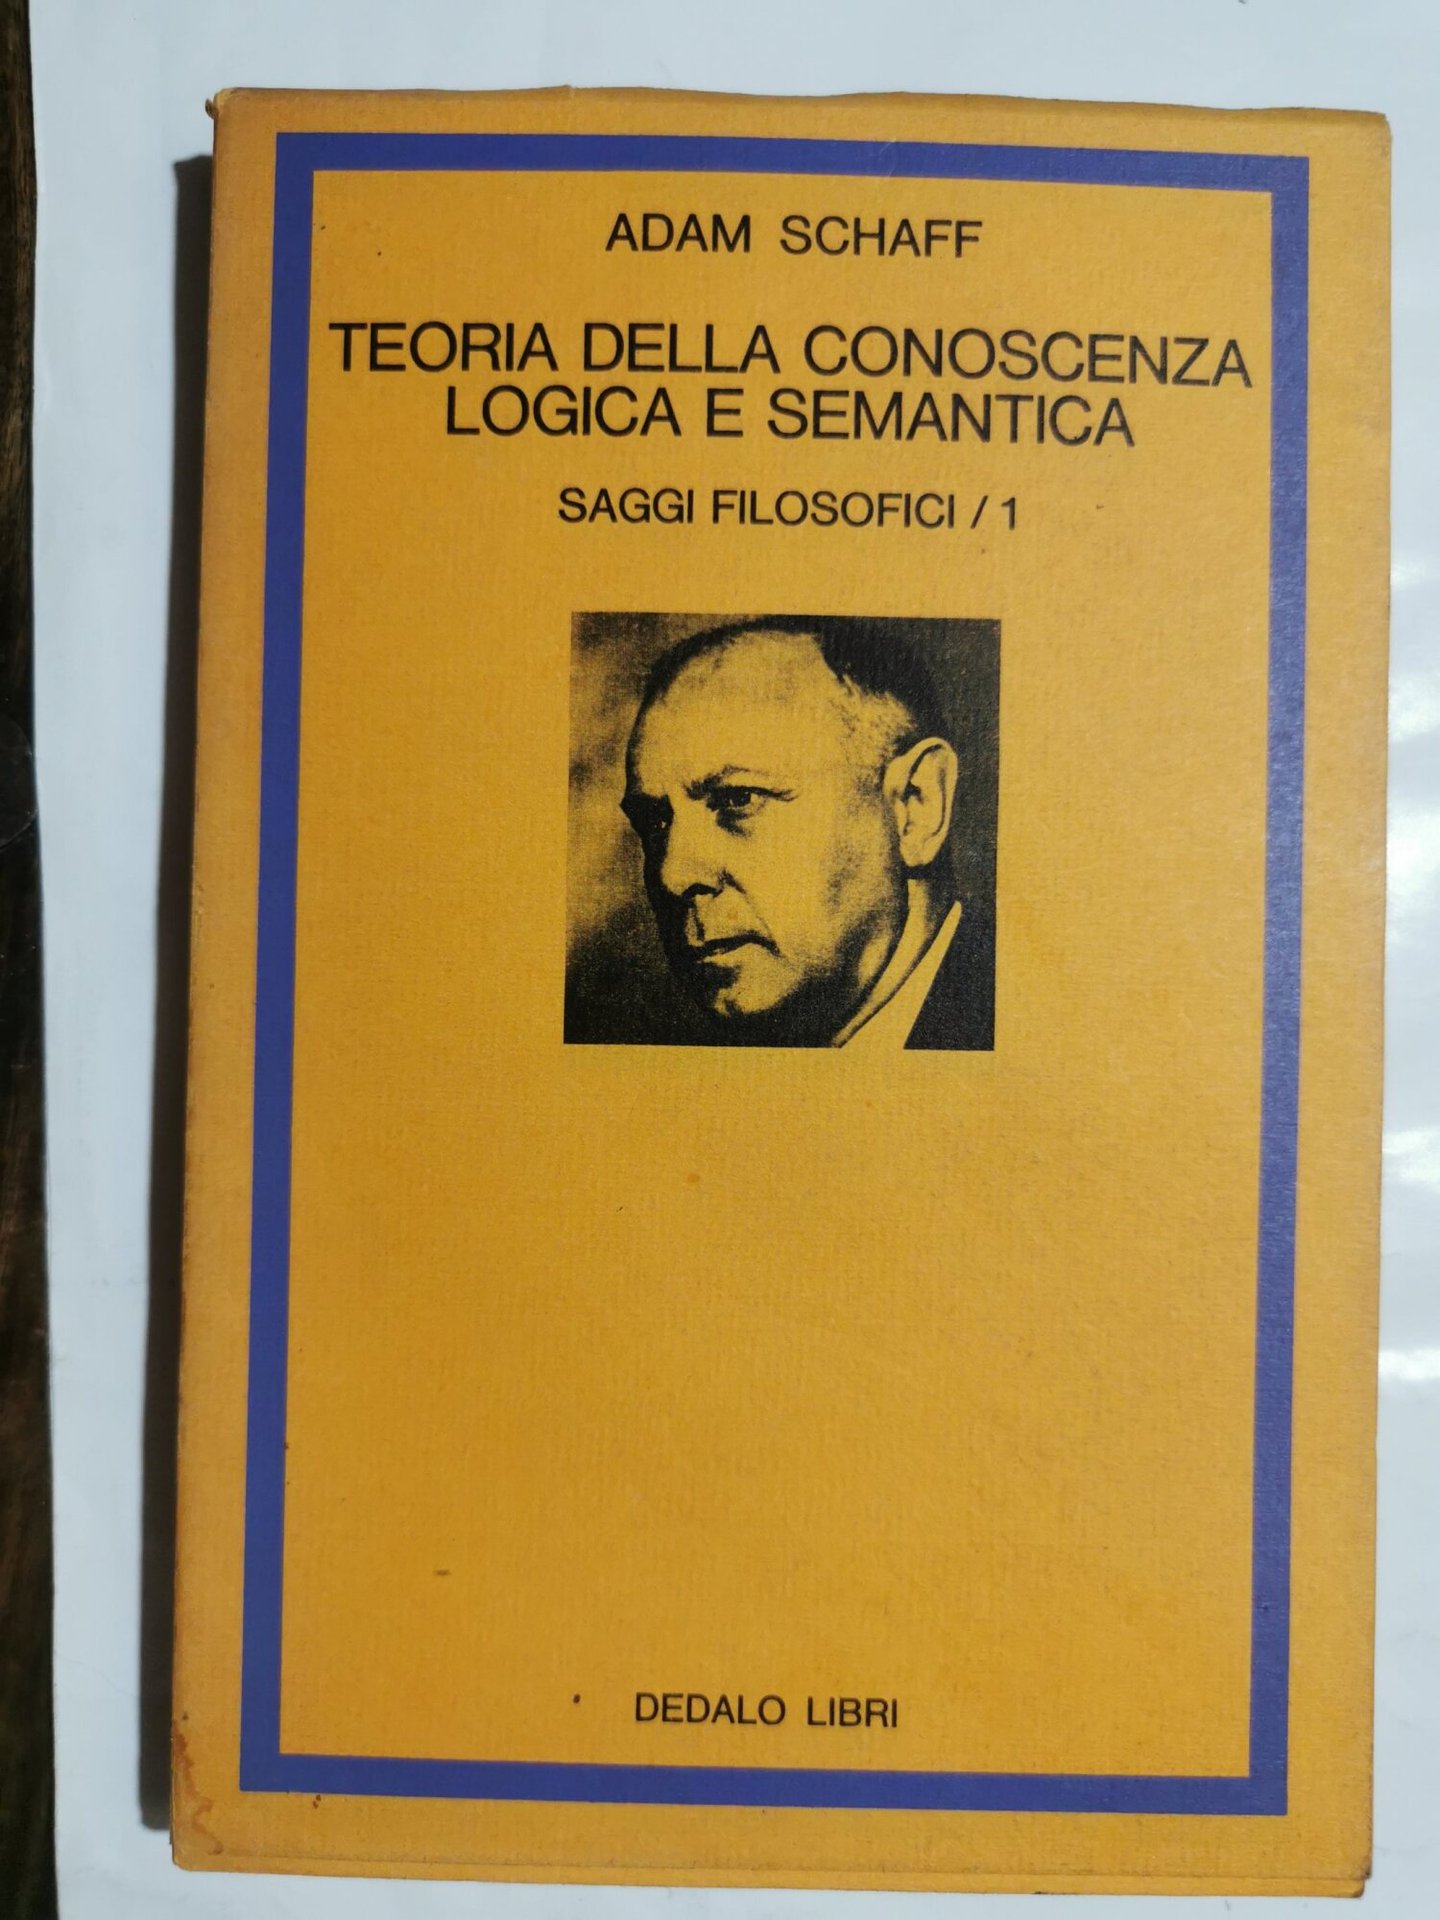 ADAM SCHAFF
TEORIA DELLA CONOSCENZA
LOGICA E SEMANTICA
SAGGI FILOSOFICI / 1
DEDALO LIBRI